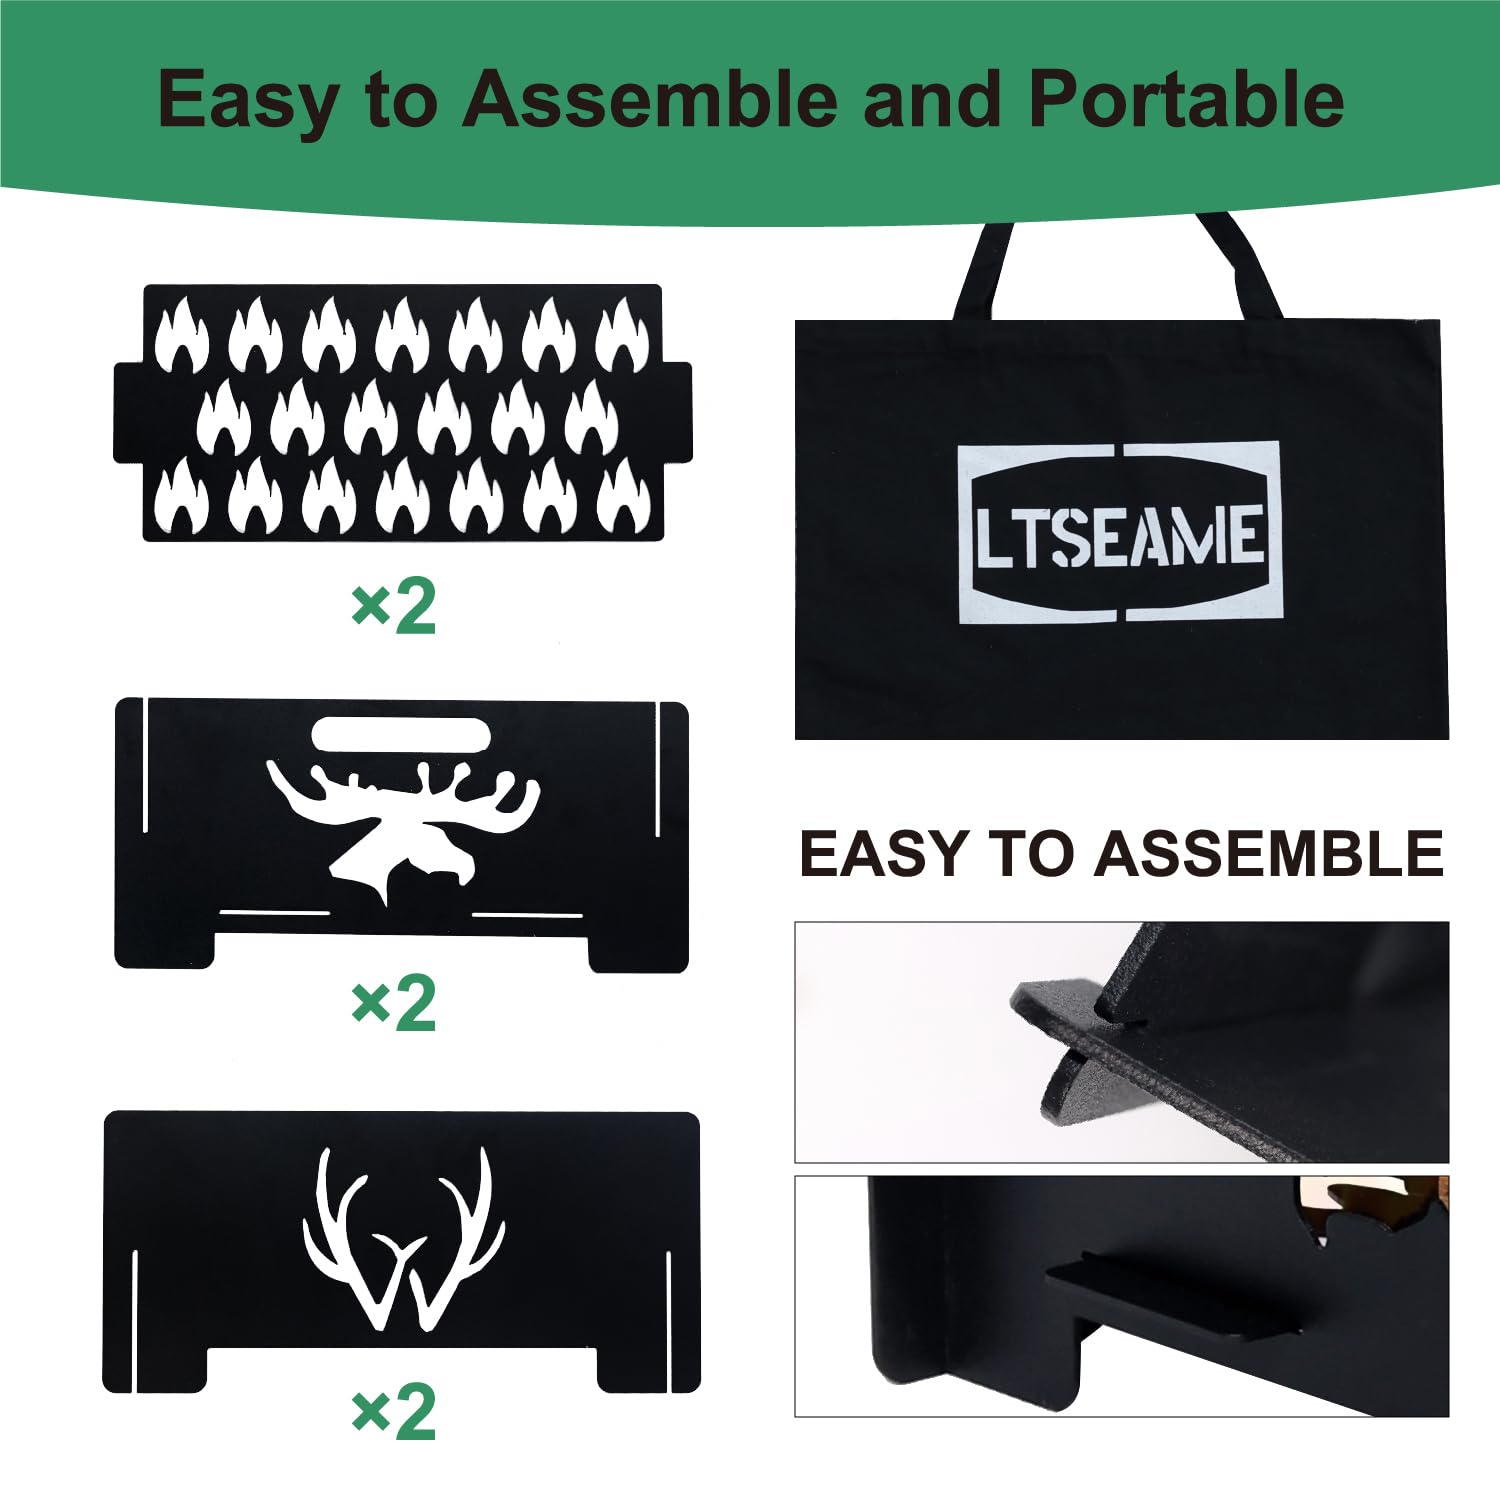 Easy to Assemble and Portable
×2
LTSEAME
×2
EASY TO ASSEMBLE
×2